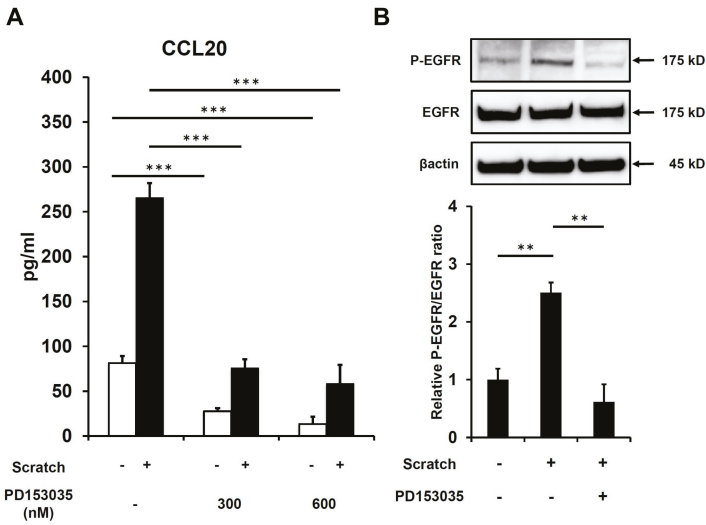 A
CCL20
400
350
300
250
200
150
100
50
0
pg/ml
***
***
***
***
Scratch - + - + - +
PD153035 (nM) - 300 600
B
P-EGFR 175 kD
EGFR 175 kD
βactin 45 kD
4
3
2
1
0
Relative P-EGFR/EGFR ratio
**
**
Scratch - + +
PD153035 - - +